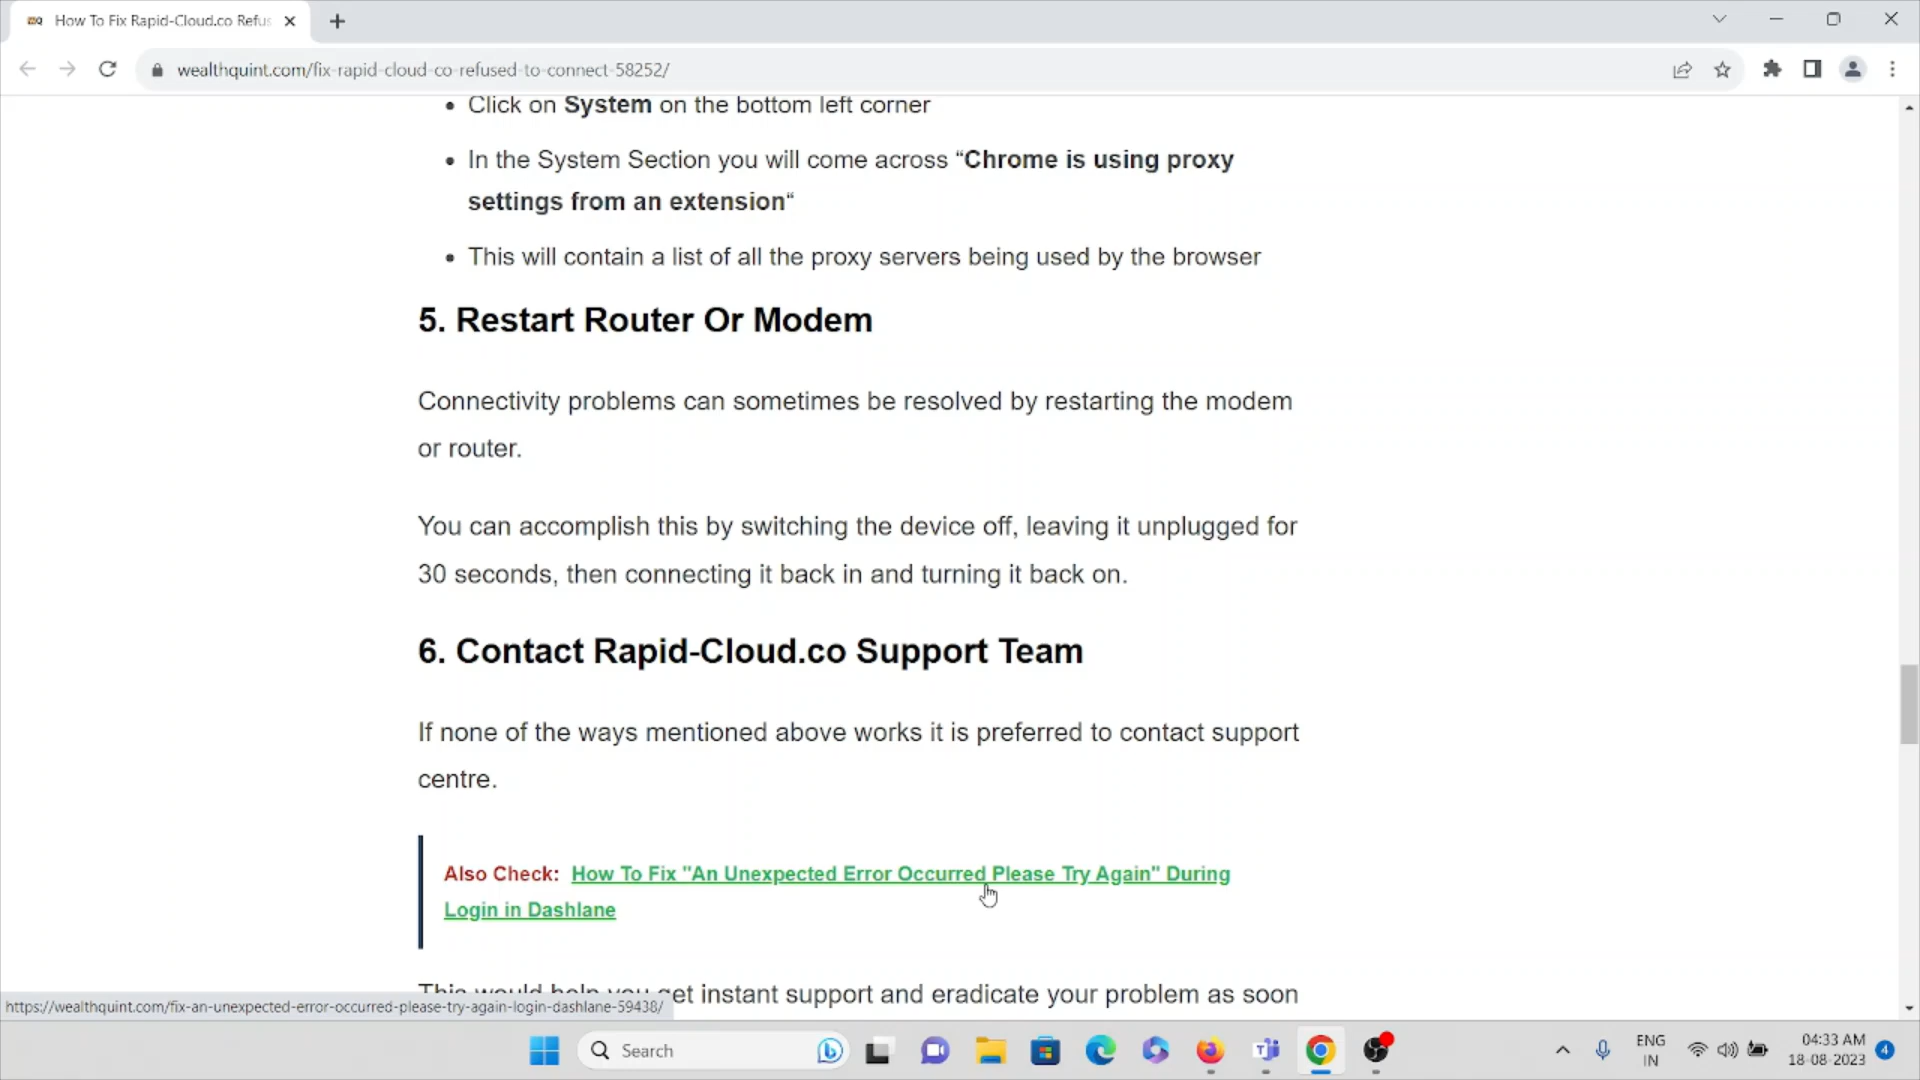 How To Fix Rapid-Cloud.co Refus
wealthquint.com/fix-rapid-cloud-co-refused-to-connect-58252/
• Click on System on the bottom left corner
• In the System Section you will come across “Chrome is using proxy
settings from an extension“
• This will contain a list of all the proxy servers being used by the browser
5. Restart Router Or Modem
Connectivity problems can sometimes be resolved by restarting the modem
or router.
You can accomplish this by switching the device off, leaving it unplugged for
30 seconds, then connecting it back in and turning it back on.
6. Contact Rapid-Cloud.co Support Team
If none of the ways mentioned above works it is preferred to contact support
centre.
Also Check: How To Fix "An Unexpected Error Occurred Please Try Again" During
Login in Dashlane
This would help you get instant support and eradicate your problem as soon
https://wealthquint.com/fix-an-unexpected-error-occurred-please-try-again-login-dashlane-59438/
Search
ENG
IN
04:33 AM
18-08-2023
4